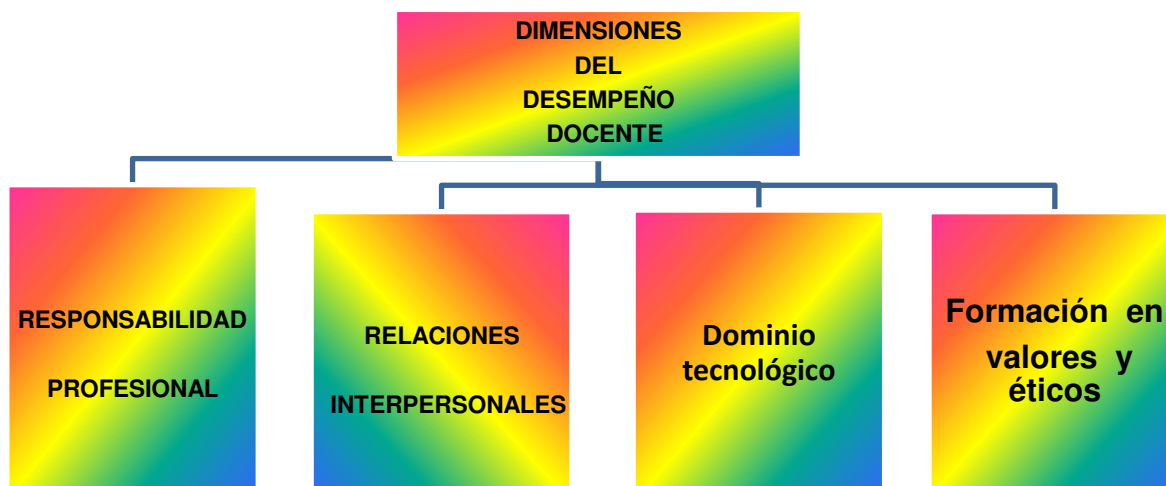 DIMENSIONES
DEL
DESEMPEÑO
DOCENTE
RESPONSABILIDAD
PROFESIONAL
RELACIONES
INTERPERSONALES
Dominio
tecnológico
Formación en
valores y
éticos